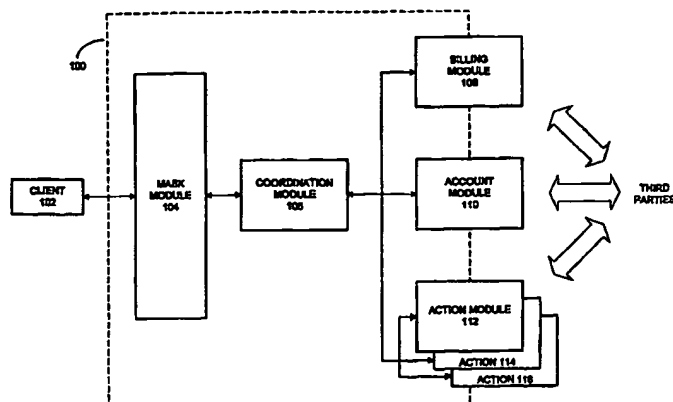 100
BILLING
MODULE
108
CLIENT
102
MASK
MODULE
104
COORDINATION
MODULE
106
ACCOUNT
MODULE
110
THIRD
PARTIES
ACTION MODULE
112
ACTION 114
ACTION 116